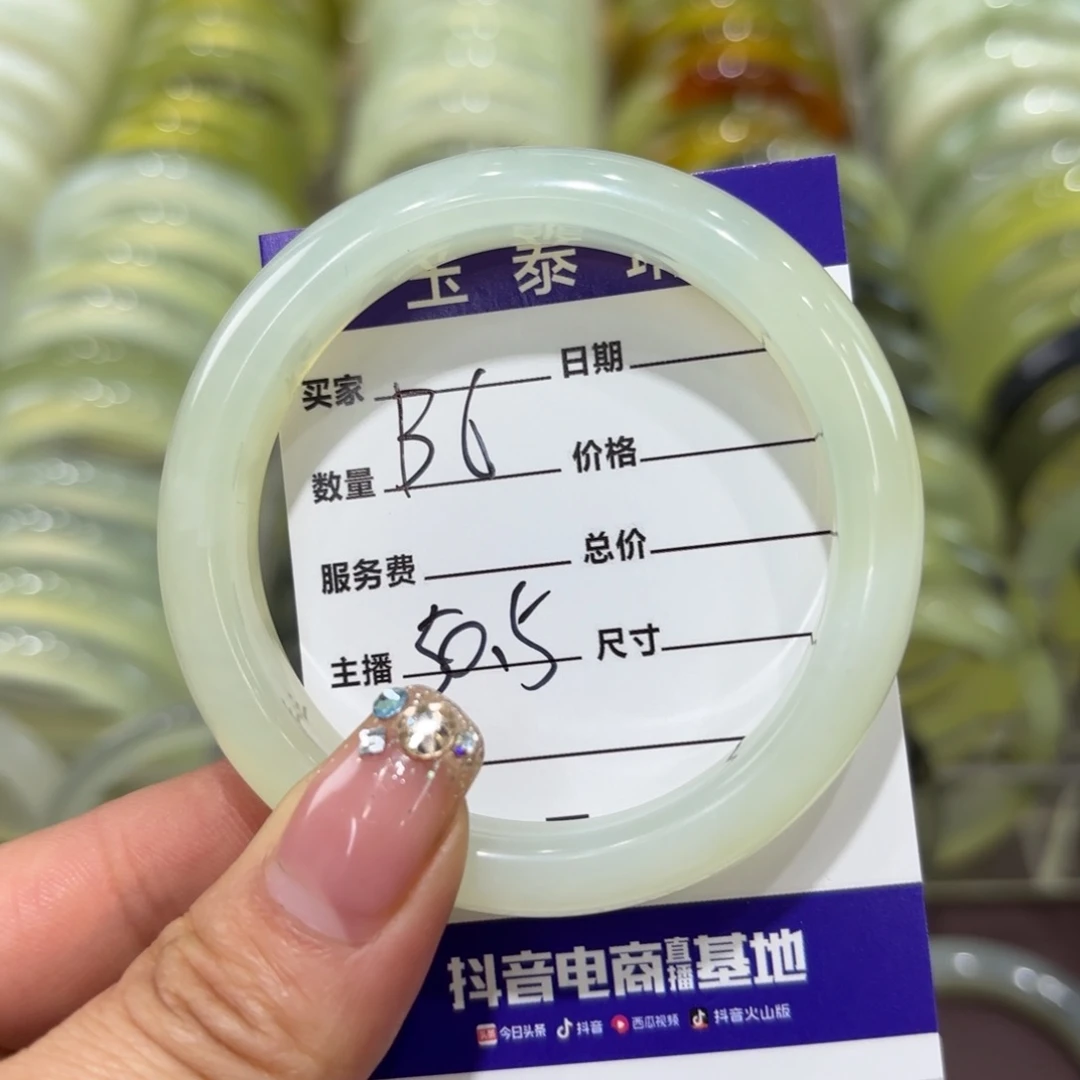 玉 泰
买家 日期
B6
数量 价格
服务费 总价
主播 50.5 尺寸
抖音电商直播基地
今日头条 抖音 西瓜视频 抖音火山版